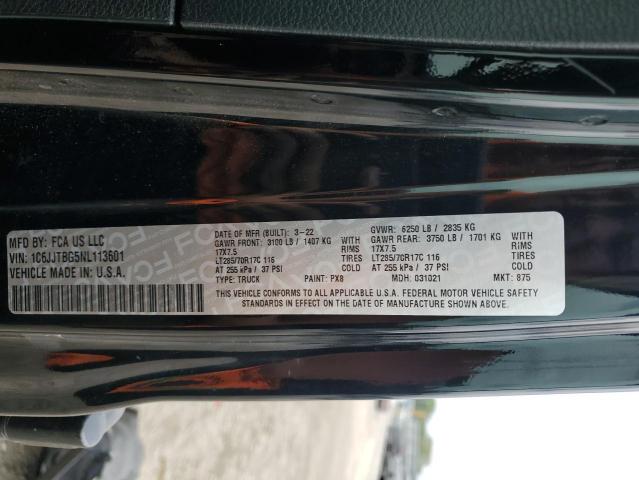 MFD BY: FCA US LLC
VIN: 1C6JJTBG5NL113601
VEHICLE MADE IN U.S.A.
DATE OF MFR (BUILT): 3-22
GAWR FRONT: 3100 LB / 1407 KG
17X7.5
LT285/70R17C 116
AT 255 kPa / 37 PSI
TYPE: TRUCK
TIRES
RIMS
TIRES
COLD
PAINT: PX8
GVWR: 6250 LB / 2835 KG
GAWR REAR: 3750 LB / 1701 KG
17X7.5
LT285/70R17C 116
AT 255 kPa / 37 PSI
MDH: 031021
WITH
TIRES
RIMS
TIRES
COLD
MKT: 875
VEHICLE CONFORMS TO ALL APPLICABLE U.S.A. FEDERAL MOTOR VEHICLE SAFETY
STANDARDS IN EFFECT ON THE DATE OF MANUFACTURE SHOWN ABOVE.